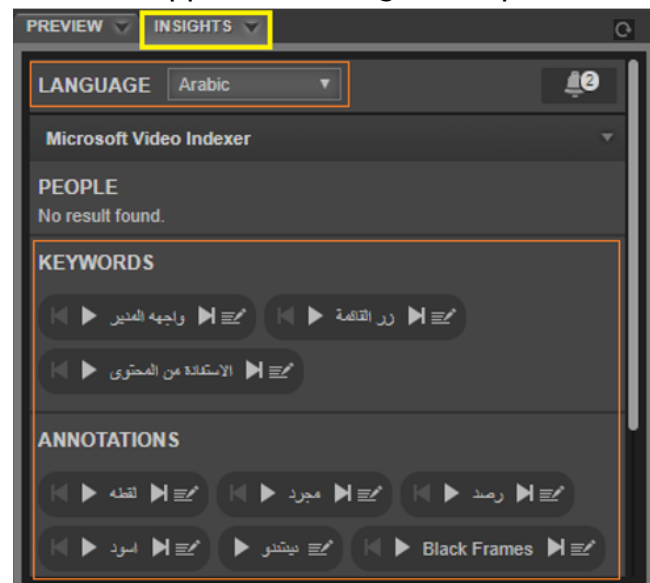 PREVIEW INSIGHTS
LANGUAGE Arabic 2
Microsoft Video Indexer
PEOPLE
No result found.
KEYWORDS
واجهه المدير زر القائمة
الاستفادة من المحتوى
ANNOTATIONS
لقطه مجرد رصد
اسود نينتندو Black Frames